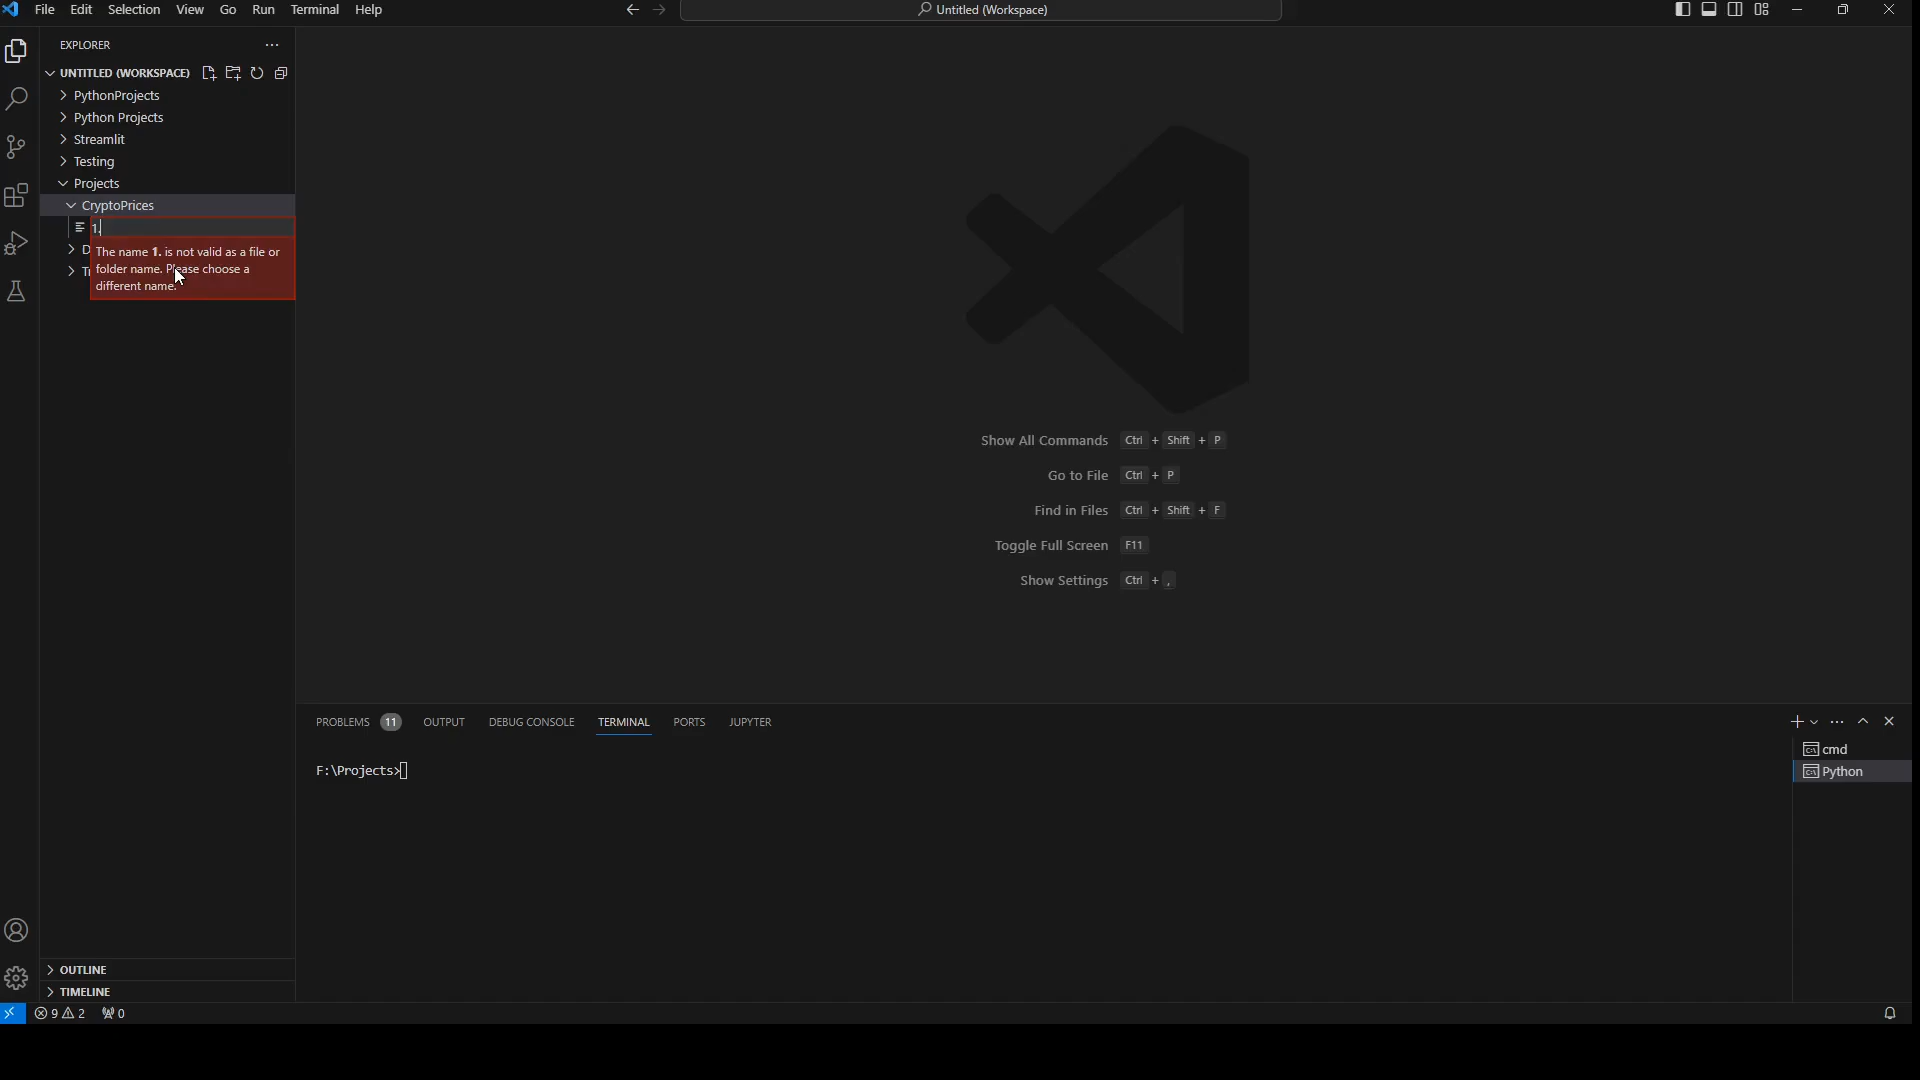 File Edit Selection View Go Run Terminal Help
Untitled (Workspace)
EXPLORER
UNTITLED (WORKSPACE)
PythonProjects
Python Projects
Streamlit
Testing
Projects
CryptoPrices
1.
The name 1. is not valid as a file or
folder name. Please choose a
different name.
D
Show All Commands Ctrl + Shift + P
Go to File Ctrl + P
Find in Files Ctrl + Shift + F
Toggle Full Screen F11
Show Settings Ctrl + ,
PROBLEMS 11 OUTPUT DEBUG CONSOLE TERMINAL PORTS JUPYTER
F:\Projects>
cmd
Python
OUTLINE
TIMELINE
9 2 0